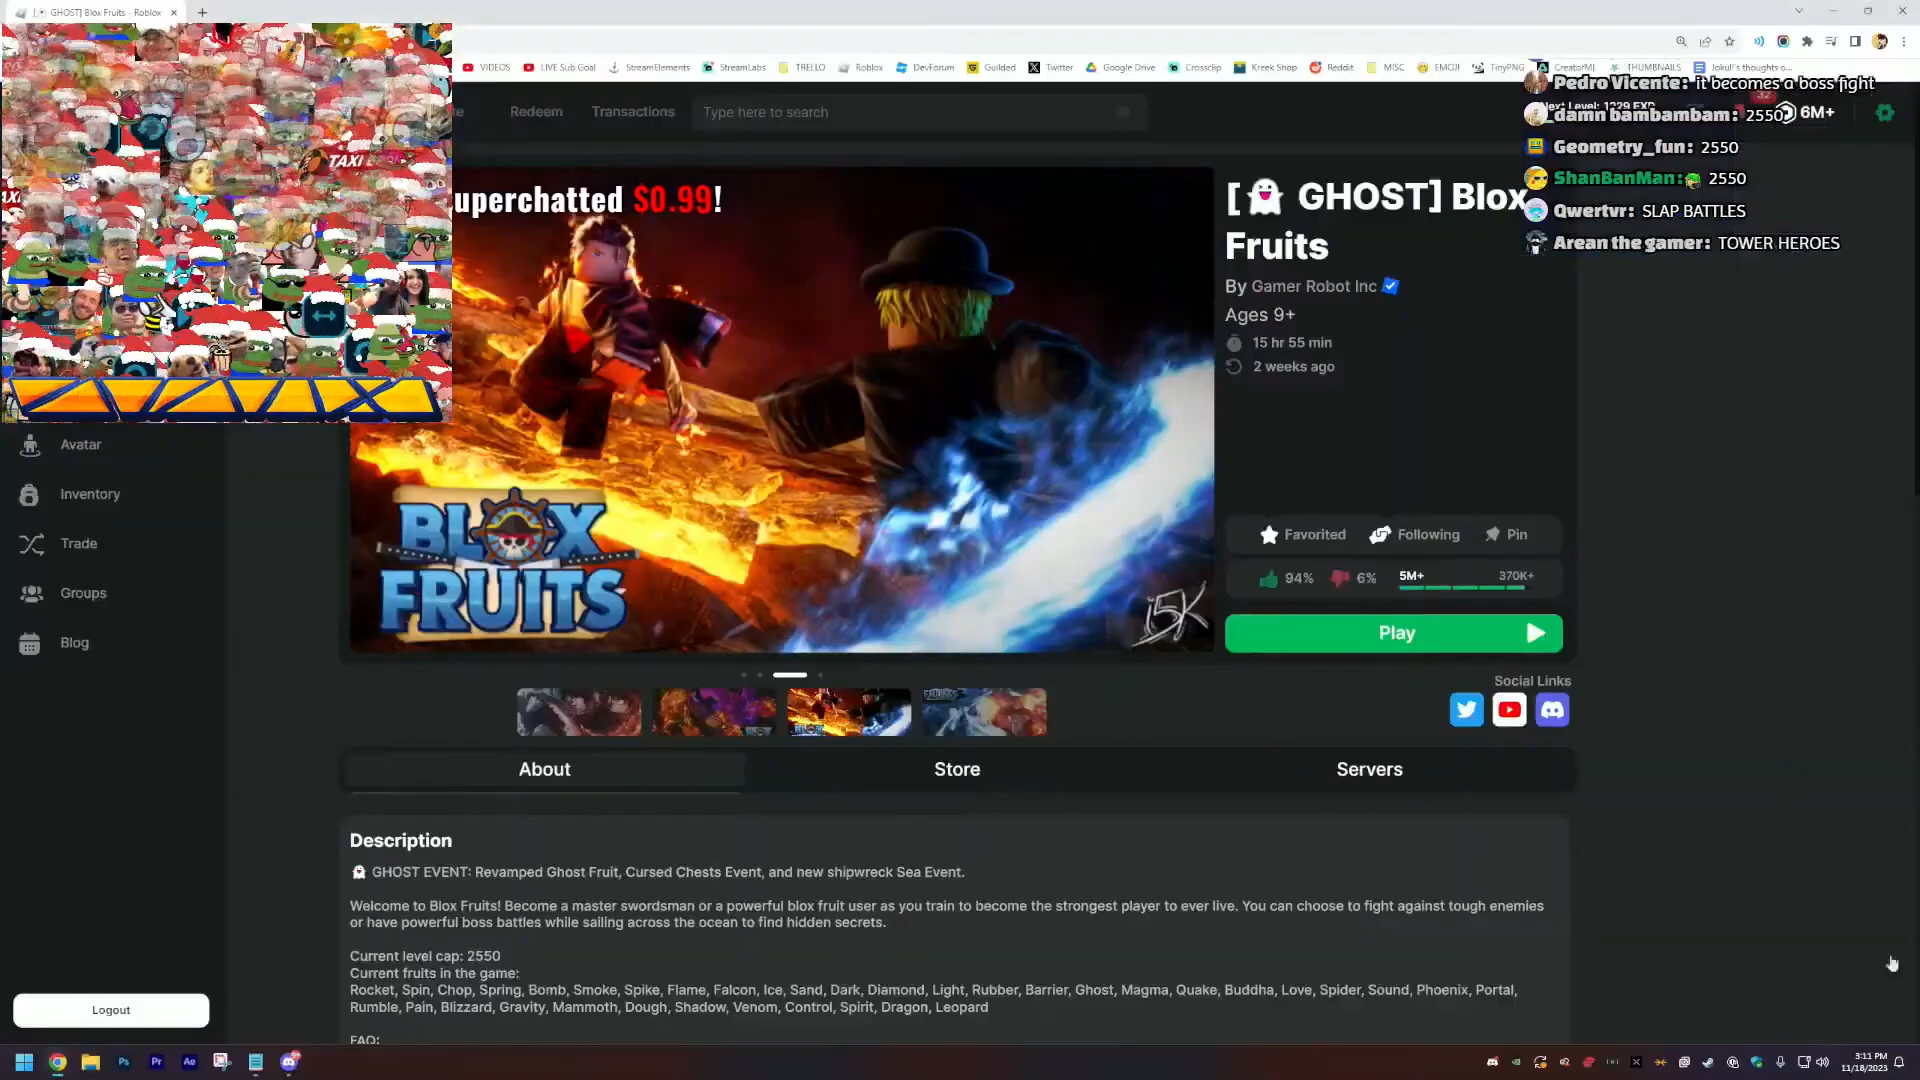 [ GHOST] Blox Fruits - Roblox
VIDEOS LIVE Sub Goal StreamElements StreamLabs TRELLO Roblox DevForum Guilded Twitter Google Drive Crossclip Kreek Shop Reddit MISC EMOJI TinyPNG CreatorMI THUMBNAILS
Pedro Vicente: it becomes a boss fight
damn bambambam: 2550
Geometry_fun: 2550
ShanBanMan: 2550
Qwertvr: SLAP BATTLES
Arean the gamer: TOWER HEROES
Redeem Transactions Type here to search
Next Level: 1229 EXP
6M+
TAXI
uperchatted $0.99!
[ GHOST] Blox
Fruits
By Gamer Robot Inc
Ages 9+
15 hr 55 min
2 weeks ago
BLOX
FRUITS
i5K
Favorited Following Pin
94% 6% 5M+ 370K+
Play
Avatar
Inventory
Trade
Groups
Blog
Logout
Social Links
About Store Servers
Description
GHOST EVENT: Revamped Ghost Fruit, Cursed Chests Event, and new shipwreck Sea Event.
Welcome to Blox Fruits! Become a master swordsman or a powerful blox fruit user as you train to become the strongest player to ever live. You can choose to fight against tough enemies
or have powerful boss battles while sailing across the ocean to find hidden secrets.
Current level cap: 2550
Current fruits in the game:
Rocket, Spin, Chop, Spring, Bomb, Smoke, Spike, Flame, Falcon, Ice, Sand, Dark, Diamond, Light, Rubber, Barrier, Ghost, Magma, Quake, Buddha, Love, Spider, Sound, Phoenix, Portal,
Rumble, Pain, Blizzard, Gravity, Mammoth, Dough, Shadow, Venom, Control, Spirit, Dragon, Leopard
FAQ:
Ps Pr Ae
3:11 PM
11/18/2023